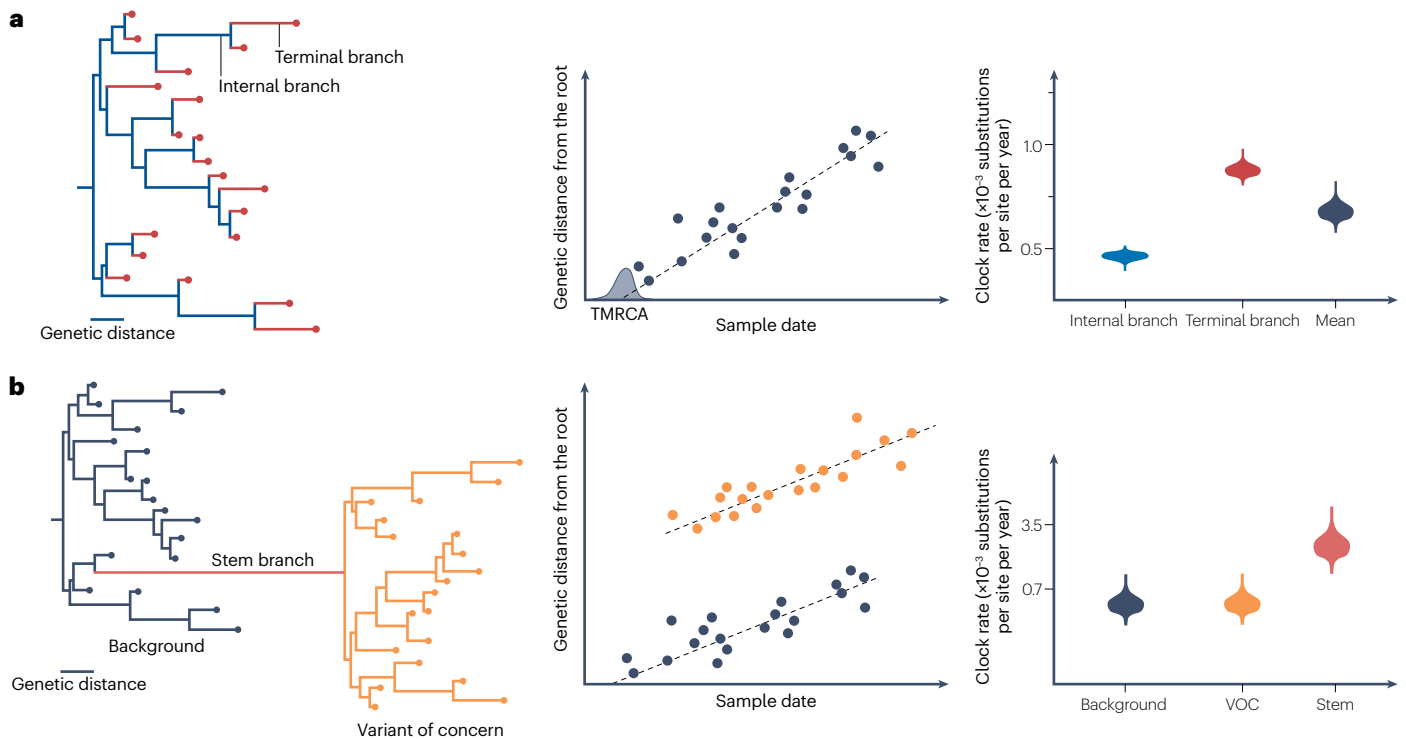 a
Terminal branch
Internal branch
Genetic distance
Genetic distance from the root
TMRCA
Sample date
Clock rate (×10⁻³ substitutions
per site per year)
1.0
0.5
Internal branch
Terminal branch
Mean
b
Stem branch
Background
Genetic distance
Variant of concern
Genetic distance from the root
Sample date
Clock rate (×10⁻³ substitutions
per site per year)
3.5
0.7
Background
VOC
Stem